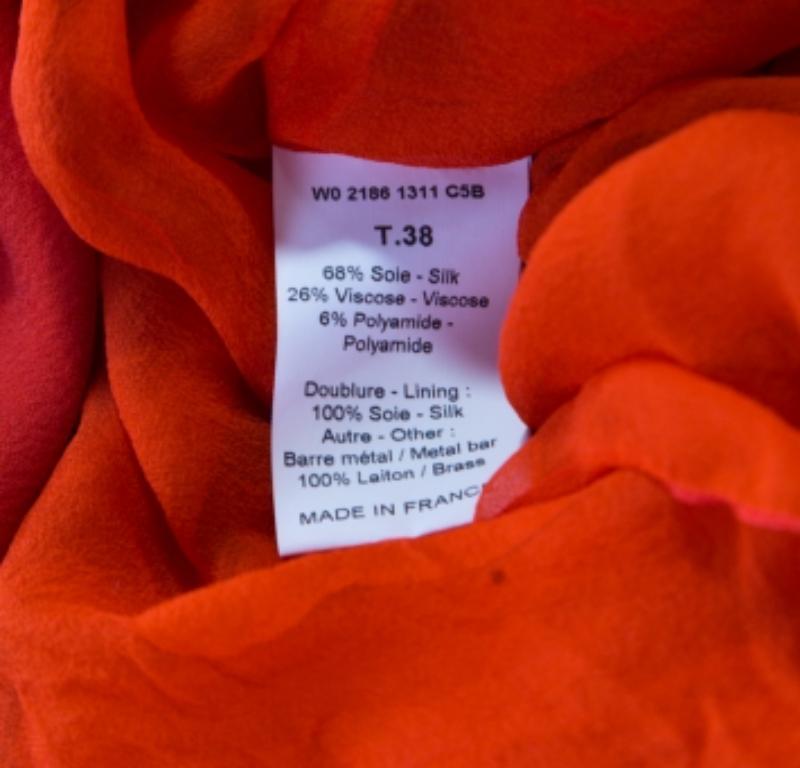 W0 2186 1311 C5B
T.38
68% Soie - Silk
26% Viscose - Viscose
6% Polyamide -
Polyamide
Doublure - Lining :
100% Soie - Silk
Autre - Other :
Barre métal / Metal bar
100% Laiton / Brass
MADE IN FRANC